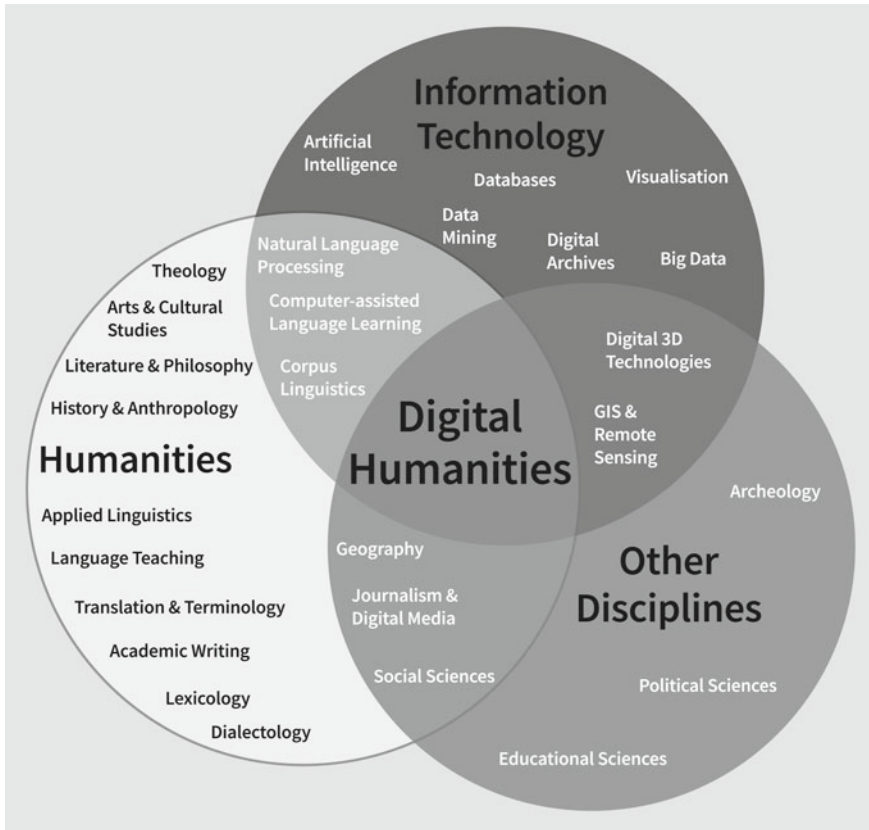 Information
Technology
Artificial
Intelligence
Databases
Visualisation
Data
Mining
Digital
Archives
Big Data
Natural Language
Processing
Computer-assisted
Language Learning
Corpus
Linguistics
Theology
Arts & Cultural
Studies
Literature & Philosophy
History & Anthropology
Humanities
Applied Linguistics
Language Teaching
Translation & Terminology
Academic Writing
Lexicology
Dialectology
Digital
Humanities
Digital 3D
Technologies
GIS &
Remote
Sensing
Geography
Journalism &
Digital Media
Social Sciences
Archeology
Other
Disciplines
Political Sciences
Educational Sciences